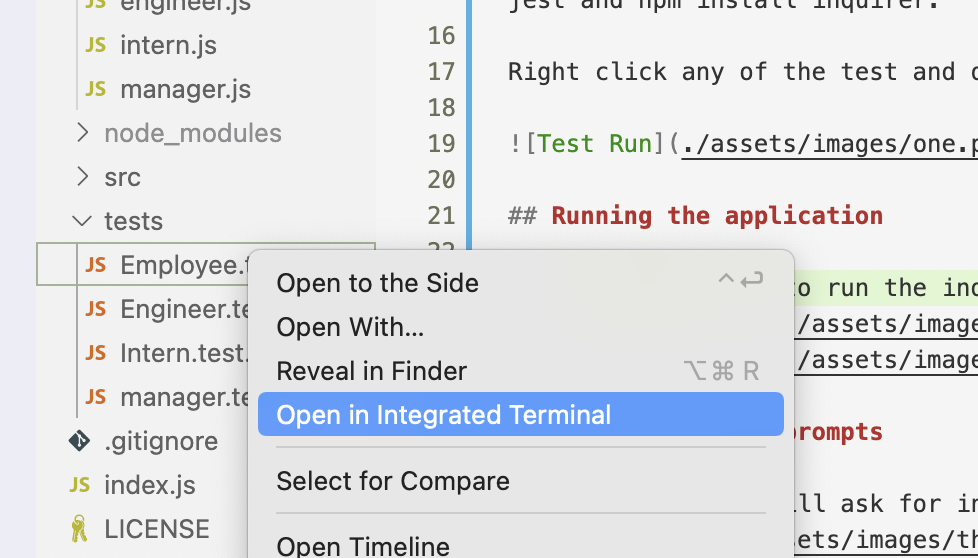 JS engineer.js
JS intern.js
JS manager.js
node_modules
src
tests
JS Employee.
JS Engineer.te
JS Intern.test.
JS manager.te
.gitignore
JS index.js
LICENSE
jest and npm install inquirer.
16
17 Right click any of the test and
18
19 ![Test Run](./assets/images/one.p
20
21 ## Running the application
22
to run the
/assets/image
/assets/image
prompts
ll ask for
sets/images/th
Open to the Side ^↩
Open With...
Reveal in Finder ⌥⌘ R
Open in Integrated Terminal
Select for Compare
Open Timeline